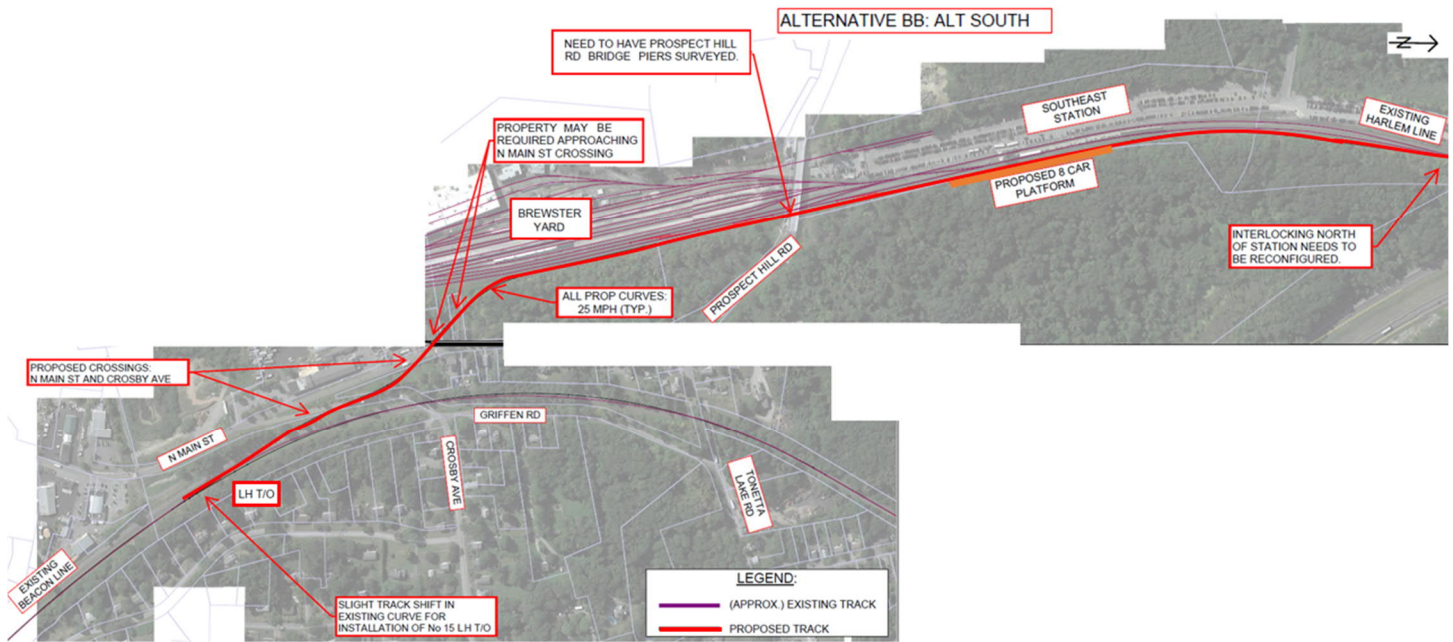 ALTERNATIVE BB: ALT SOUTH
N
NEED TO HAVE PROSPECT HILL
RD BRIDGE PIERS SURVEYED.
SOUTHEAST
STATION
EXISTING
HARLEM LINE
PROPERTY MAY BE
REQUIRED APPROACHING
N MAIN ST CROSSING
PROPOSED 8 CAR
PLATFORM
BREWSTER
YARD
INTERLOCKING NORTH
OF STATION NEEDS TO
BE RECONFIGURED.
PROSPECT HILL RD
ALL PROP CURVES:
25 MPH (TYP.)
PROPOSED CROSSINGS:
N MAIN ST AND CROSBY AVE
GRIFFEN RD
N MAIN ST
CROSBY AVE
TONETTA
LAKE RD
LH T/O
EXISTING
BEACON LINE
SLIGHT TRACK SHIFT IN
EXISTING CURVE FOR
INSTALLATION OF No 15 LH T/O
LEGEND:
(APPROX.) EXISTING TRACK
PROPOSED TRACK